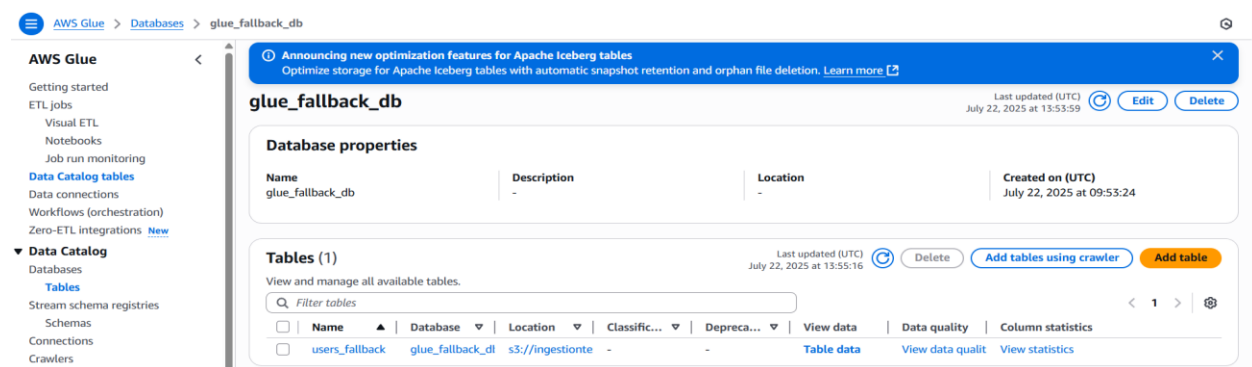 AWS Glue > Databases > glue_fallback_db
AWS Glue
Getting started
ETL jobs
Visual ETL
Notebooks
Job run monitoring
Data Catalog tables
Data connections
Workflows (orchestration)
Zero-ETL integrations New
Data Catalog
Databases
Tables
Stream schema registries
Schemas
Connections
Crawlers
Announcing new optimization features for Apache Iceberg tables
Optimize storage for Apache Iceberg tables with automatic snapshot retention and orphan file deletion. Learn more
glue_fallback_db
Last updated (UTC)
July 22, 2025 at 13:53:59
Edit
Delete
Database properties
Name
glue_fallback_db
Description
-
Location
-
Created on (UTC)
July 22, 2025 at 09:53:24
Tables (1)
Last updated (UTC)
July 22, 2025 at 13:55:16
Delete
Add tables using crawler
Add table
View and manage all available tables.
Filter tables
< 1 >
Name | Database | Location | Classific... | Depreca... | View data | Data quality | Column statistics
users_fallback glue_fallback_dl s3://ingestionte - - Table data View data qualit View statistics